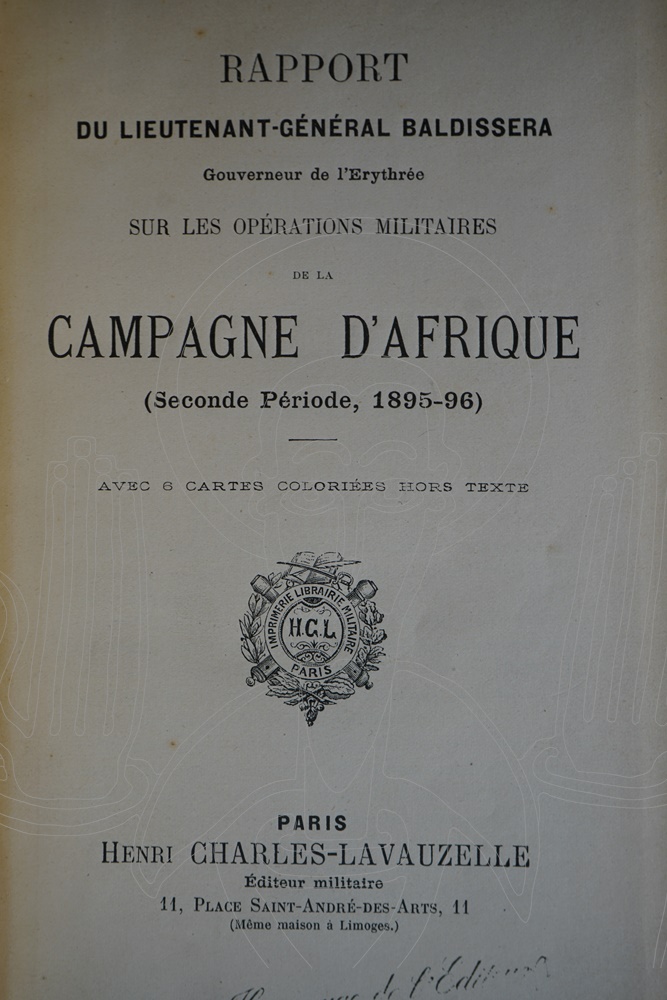 RAPPORT
DU LIEUTENANT-GÉNÉRAL BALDISSERA
Gouverneur de l'Erythrée
SUR LES OPÉRATIONS MILITAIRES
DE LA
CAMPAGNE D'AFRIQUE
(Seconde Période, 1895-96)
AVEC 6 CARTES COLORIÉES HORS TEXTE
IMPRIMERIE LIBRAIRIE MILITAIRE
H.C.L
PARIS
PARIS
HENRI CHARLES-LAVAUZELLE
Éditeur militaire
11, PLACE SAINT-ANDRÉ-DES-ARTS, 11
(Même maison à Limoges.)
de l'Éditeur